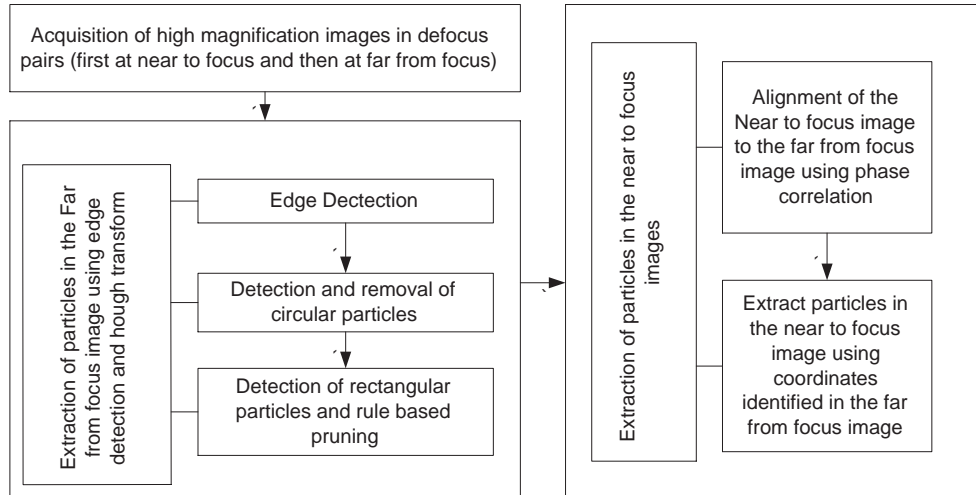 Acquisition of high magnification images in defocus
pairs (first at near to focus and then at far from focus)
Extraction of particles in the Far
from focus image using edge
detection and hough transform
Edge Dectection
Detection and removal of
circular particles
Detection of rectangular
particles and rule based
pruning
Extraction of particles in the near to focus
images
Alignment of the
Near to focus image
to the far from focus
image using phase
correlation
Extract particles in
the near to focus
image using
coordinates
identified in the far
from focus image